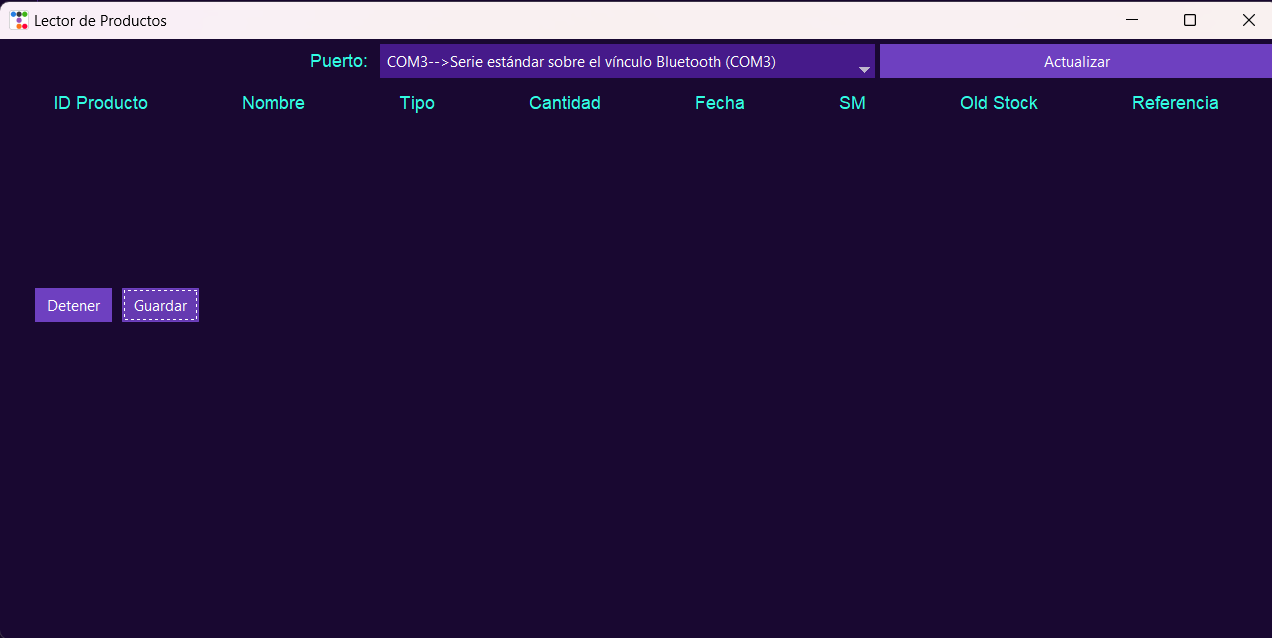 Lector de Productos
Puerto: COM3-->Serie estándar sobre el vínculo Bluetooth (COM3) Actualizar
ID Producto Nombre Tipo Cantidad Fecha SM Old Stock Referencia
Detener Guardar